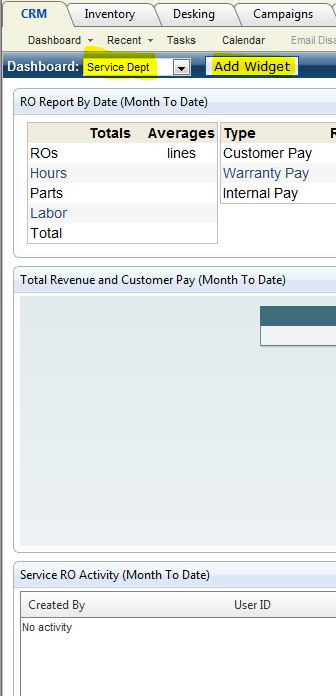 CRM Inventory Desking Campaigns
Dashboard Recent Tasks Calendar Email Disa
Dashboard: Service Dept Add Widget
RO Report By Date (Month To Date)
Totals Averages Type R
ROs lines Customer Pay
Hours Warranty Pay
Parts Internal Pay
Labor
Total
Total Revenue and Customer Pay (Month To Date)
Service RO Activity (Month To Date)
Created By User ID
No activity